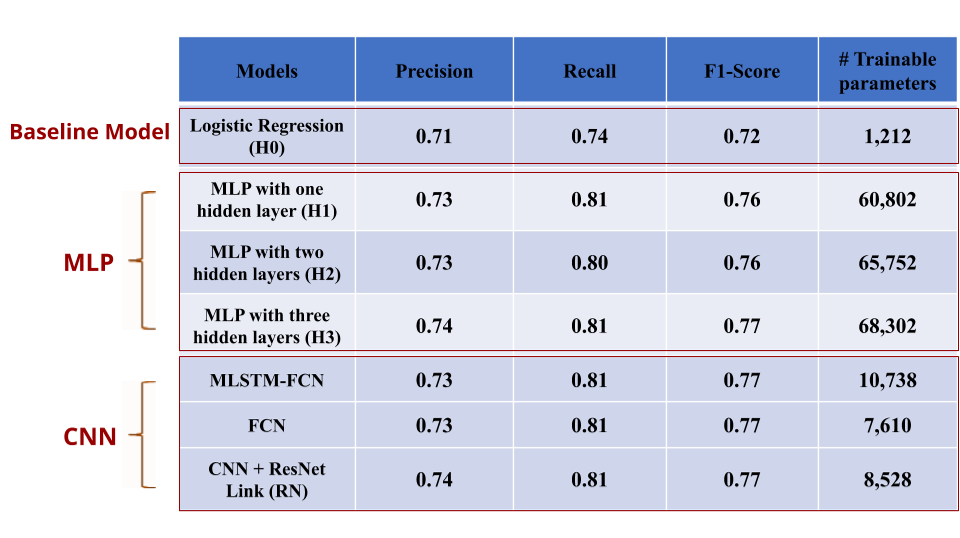 Models Precision Recall F1-Score # Trainable
parameters
Baseline Model
Logistic Regression
(H0) 0.71 0.74 0.72 1,212
MLP
MLP with one
hidden layer (H1) 0.73 0.81 0.76 60,802
MLP with two
hidden layers (H2) 0.73 0.80 0.76 65,752
MLP with three
hidden layers (H3) 0.74 0.81 0.77 68,302
CNN
MLSTM-FCN 0.73 0.81 0.77 10,738
FCN 0.73 0.81 0.77 7,610
CNN + ResNet
Link (RN) 0.74 0.81 0.77 8,528